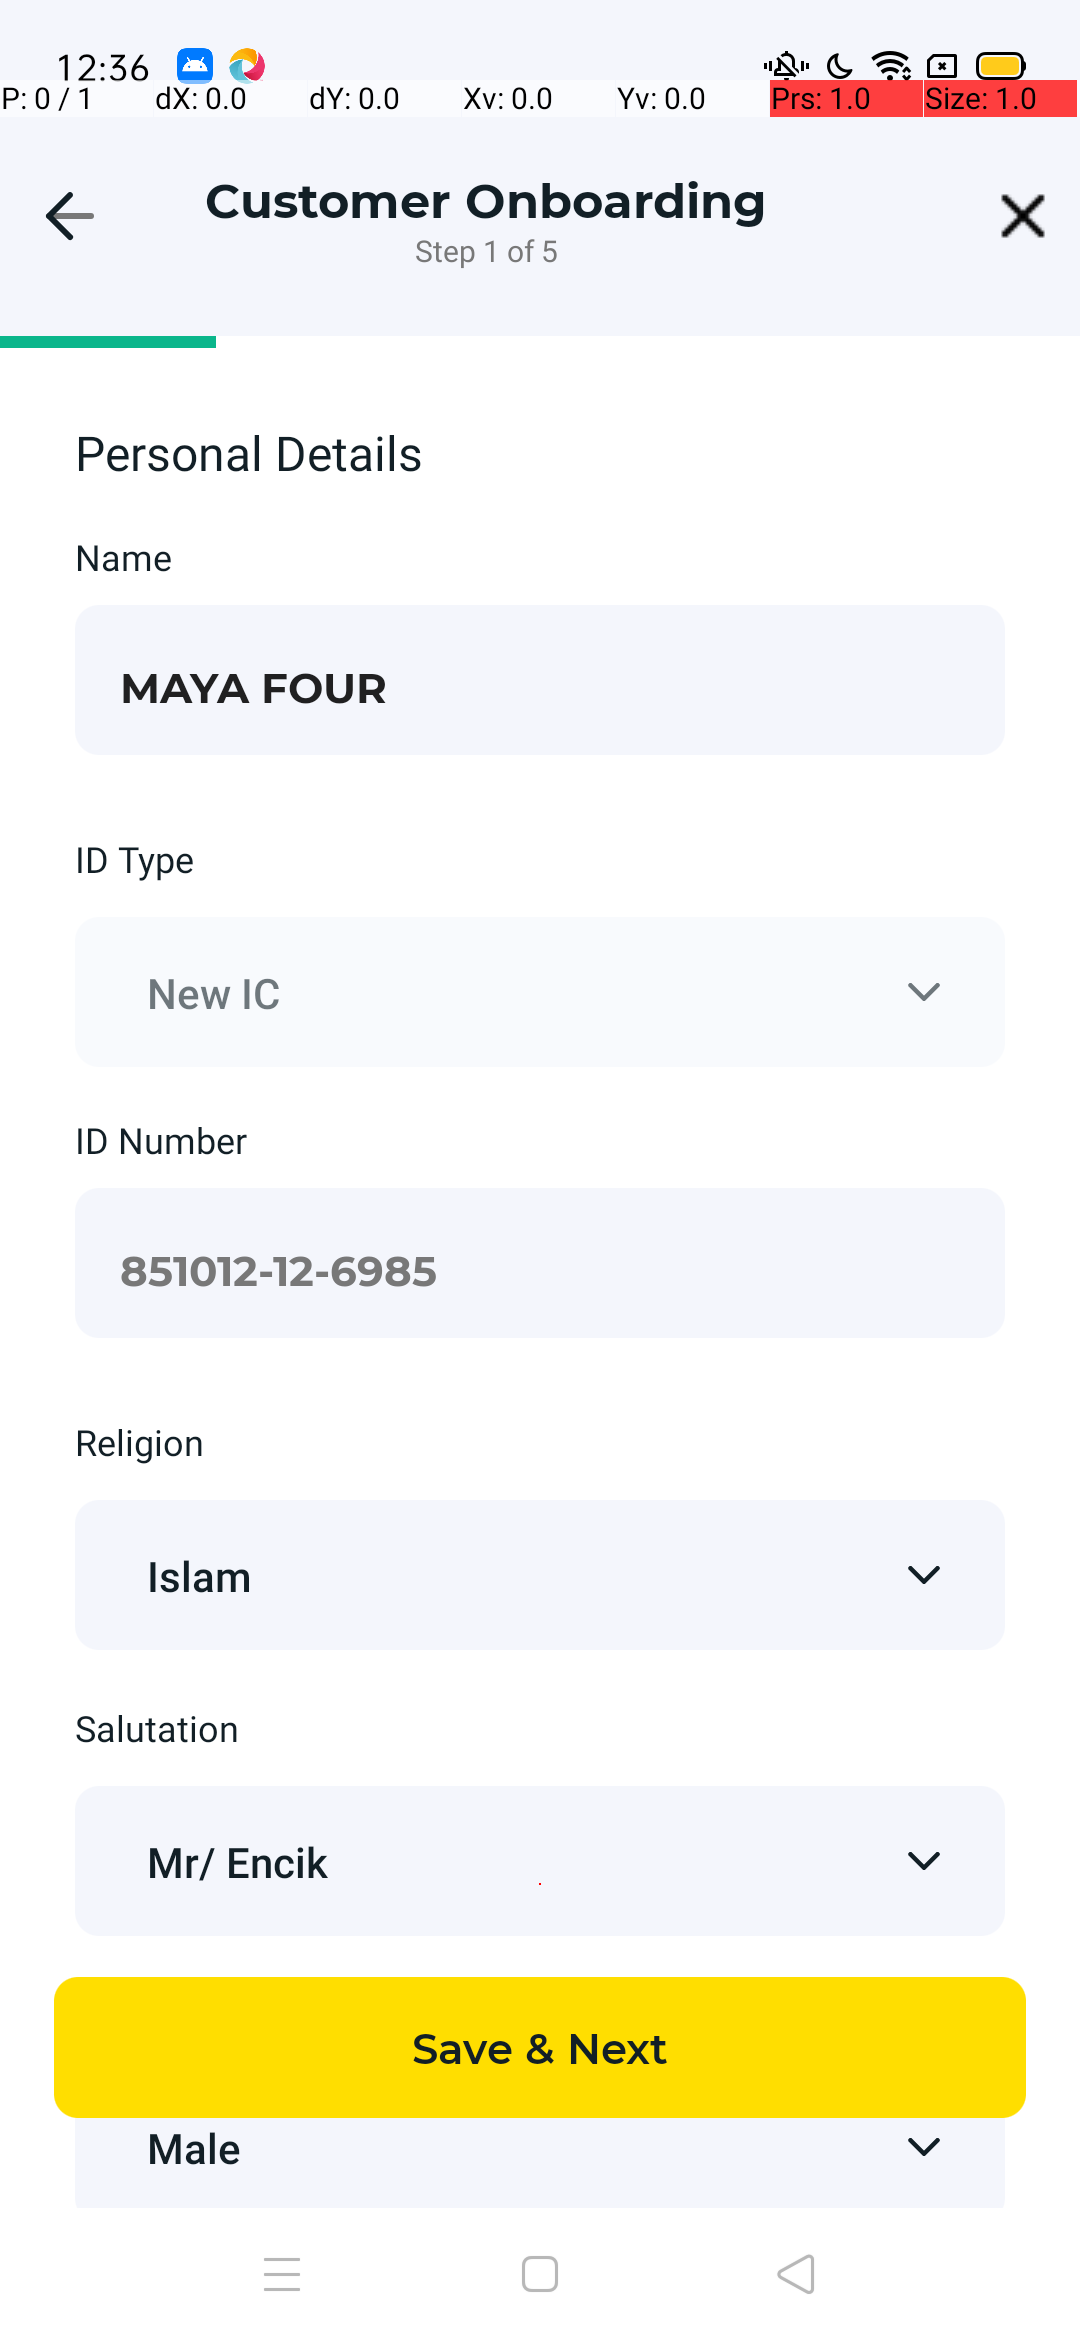 12:36
P: 0 / 1 dX: 0.0 dY: 0.0 Xv: 0.0 Yv: 0.0 Prs: 1.0 Size: 1.0
Customer Onboarding
Step 1 of 5
Personal Details
Name
MAYA FOUR
ID Type
New IC
ID Number
851012-12-6985
Religion
Islam
Salutation
Mr/ Encik
Save & Next
Male